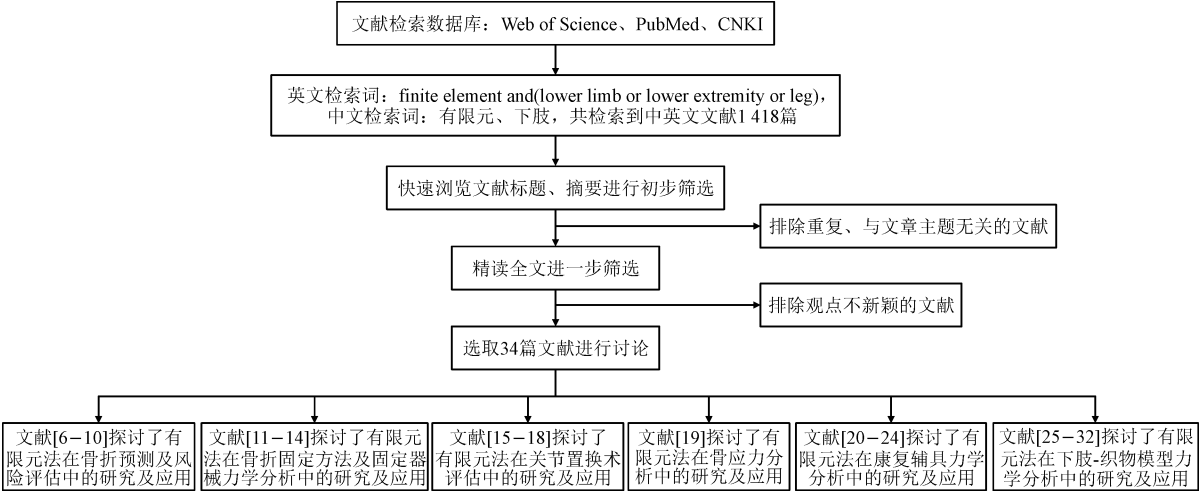 文献检索数据库：Web of Science、PubMed、CNKI
英文检索词：finite element and(lower limb or lower extremity or leg)，
中文检索词：有限元、下肢，共检索到中英文文献1 418篇
快速浏览文献标题、摘要进行初步筛选
排除重复、与文章主题无关的文献
精读全文进一步筛选
排除观点不新颖的文献
选取34篇文献进行讨论
文献[6−10]探讨了有
限元法在骨折预测及风
险评估中的研究及应用
文献[11−14]探讨了有限元
法在骨折固定方法及固定器
械力学分析中的研究及应用
文献[15−18]探讨了
有限元法在关节置换术
评估中的研究及应用
文献[19]探讨了有
限元法在骨应力分
析中的研究及应用
文献[20−24]探讨了有
限元法在康复辅具力学
分析中的研究及应用
文献[25−32]探讨了有限
元法在下肢-织物模型力
学分析中的研究及应用